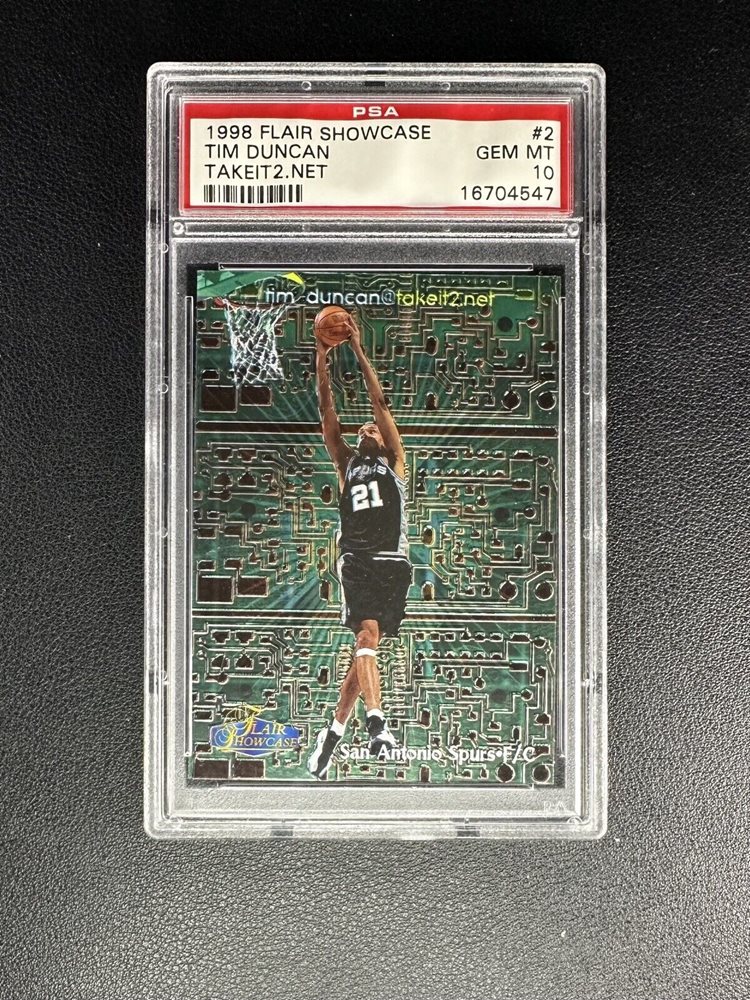 PSA
1998 FLAIR SHOWCASE #2
TIM DUNCAN GEM MT
TAKEIT2.NET 10
16704547
tim_duncan@takeit2.net
SPURS
21
FLAIR
SHOWCASE
San Antonio Spurs•F/C